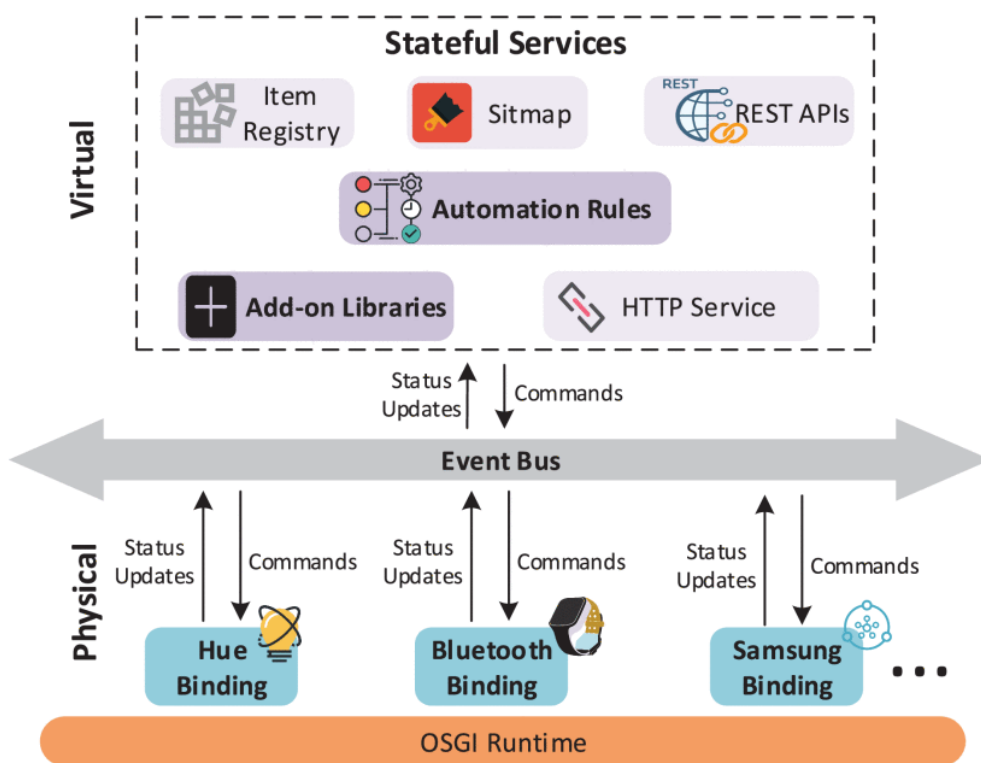 Stateful Services
Item
Registry
Sitmap
REST
REST APIs
Virtual
Automation Rules
Add-on Libraries
HTTP Service
Status
Updates
Commands
Event Bus
Physical
Status
Updates
Commands
Status
Updates
Commands
Status
Updates
Commands
Hue
Binding
Bluetooth
Binding
Samsung
Binding
...
OSGI Runtime